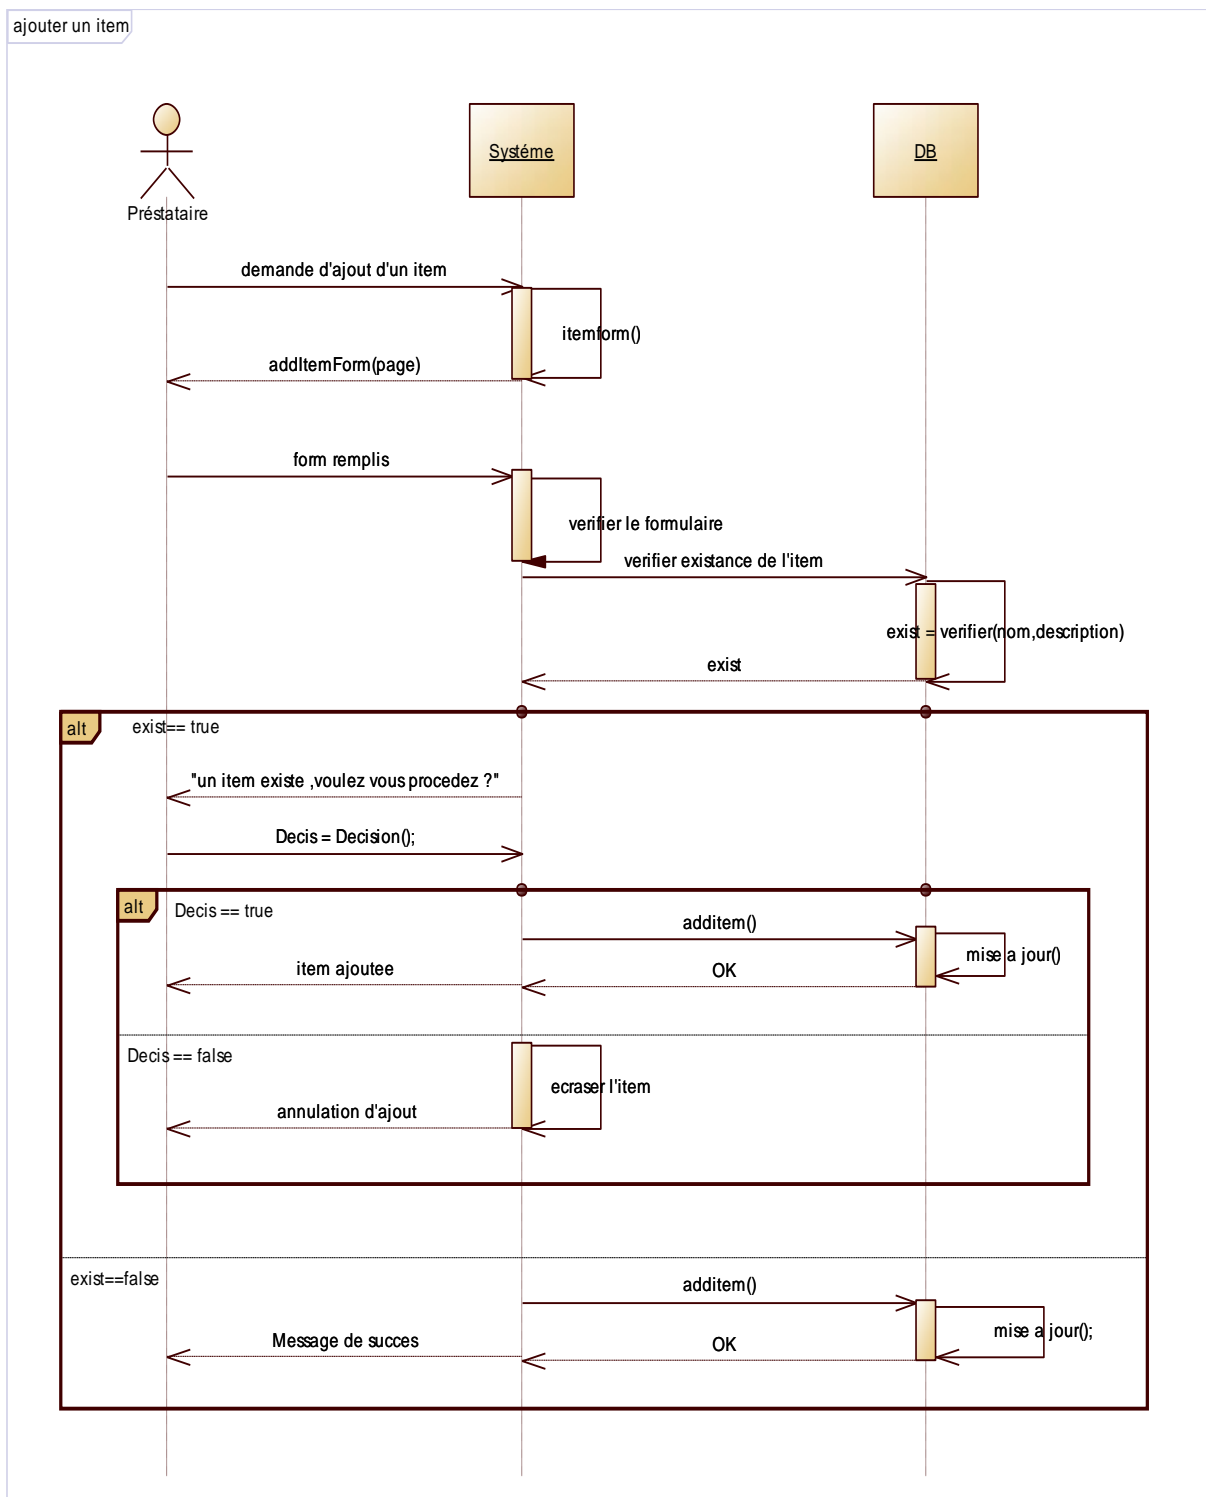 ajouter un item
Systéme
DB
Préstataire
demande d'ajout d'un item
itemform()
addItemForm(page)
form remplis
verifier le formulaire
verifier existance de l'item
exist = verifier(nom,description)
exist
alt
exist== true
"un item existe ,voulez vous procedez ?"
Decis = Decision();
alt
Decis == true
additem()
mise a jour()
item ajoutee
OK
Decis == false
ecraser l'item
annulation d'ajout
exist==false
additem()
mise a jour();
Message de succes
OK